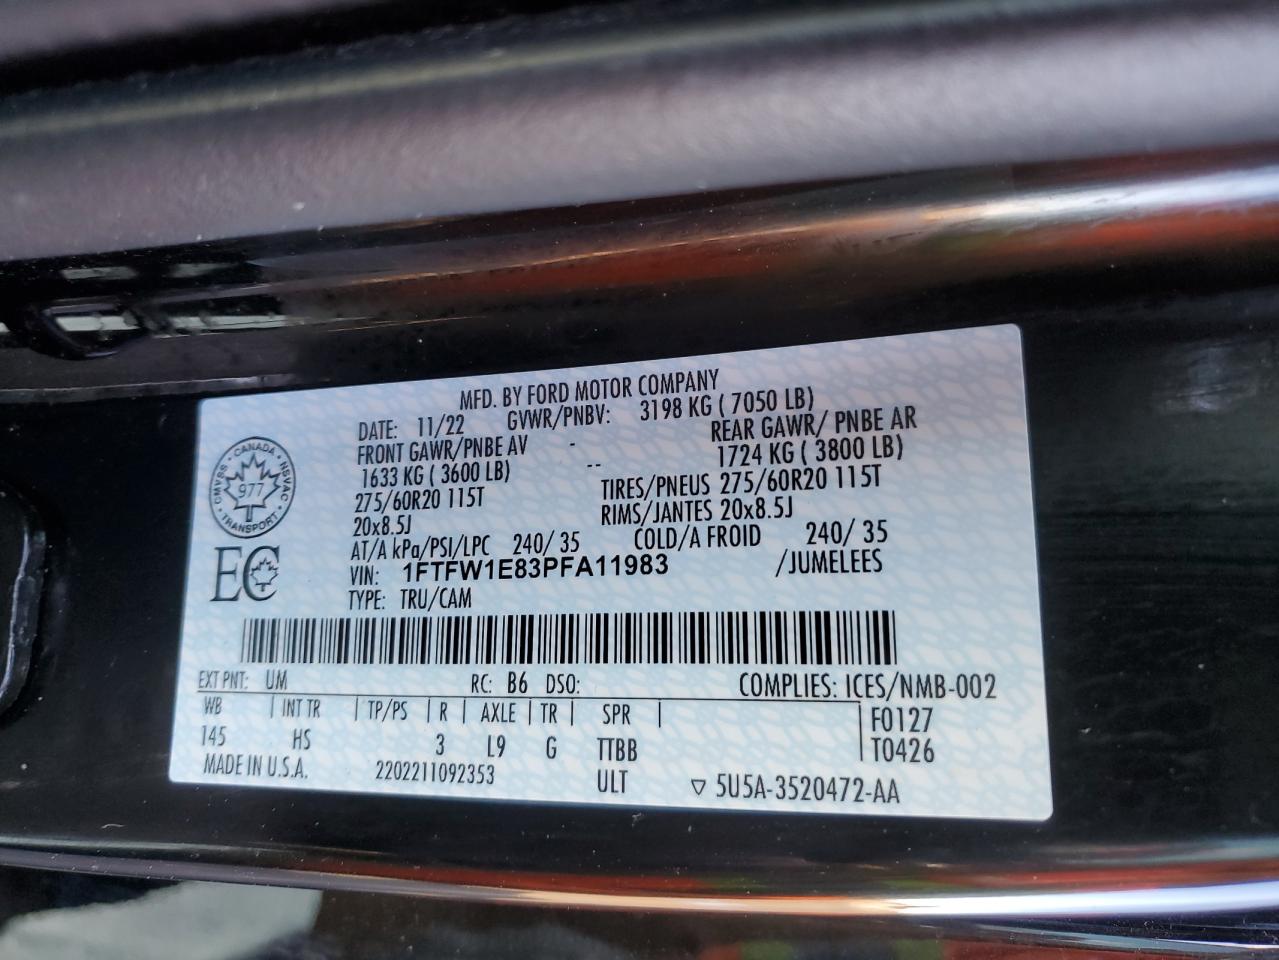 MFD. BY FORD MOTOR COMPANY
DATE: 11/22 GVWR/PNBV: 3198 KG ( 7050 LB)
FRONT GAWR/PNBE AV - REAR GAWR/ PNBE AR
1633 KG ( 3600 LB) -- 1724 KG ( 3800 LB)
275/60R20 115T TIRES/PNEUS 275/60R20 115T
20x8.5J RIMS/JANTES 20x8.5J
AT/A kPa/PSI/LPC 240/ 35 COLD/A FROID 240/ 35
VIN: 1FTFW1E83PFA11983 /JUMELEES
TYPE: TRU/CAM
CANADA
CMVSS NSVAC
977
TRANSPORT
EC
EXT PNT: UM RC: B6 DSO: COMPLIES: ICES/NMB-002
WB | INT TR | TP/PS | R | AXLE | TR | SPR | F0127
145 HS 3 L9 G TTBB T0426
MADE IN U.S.A. 2202211092353 ULT ▽ 5U5A-3520472-AA